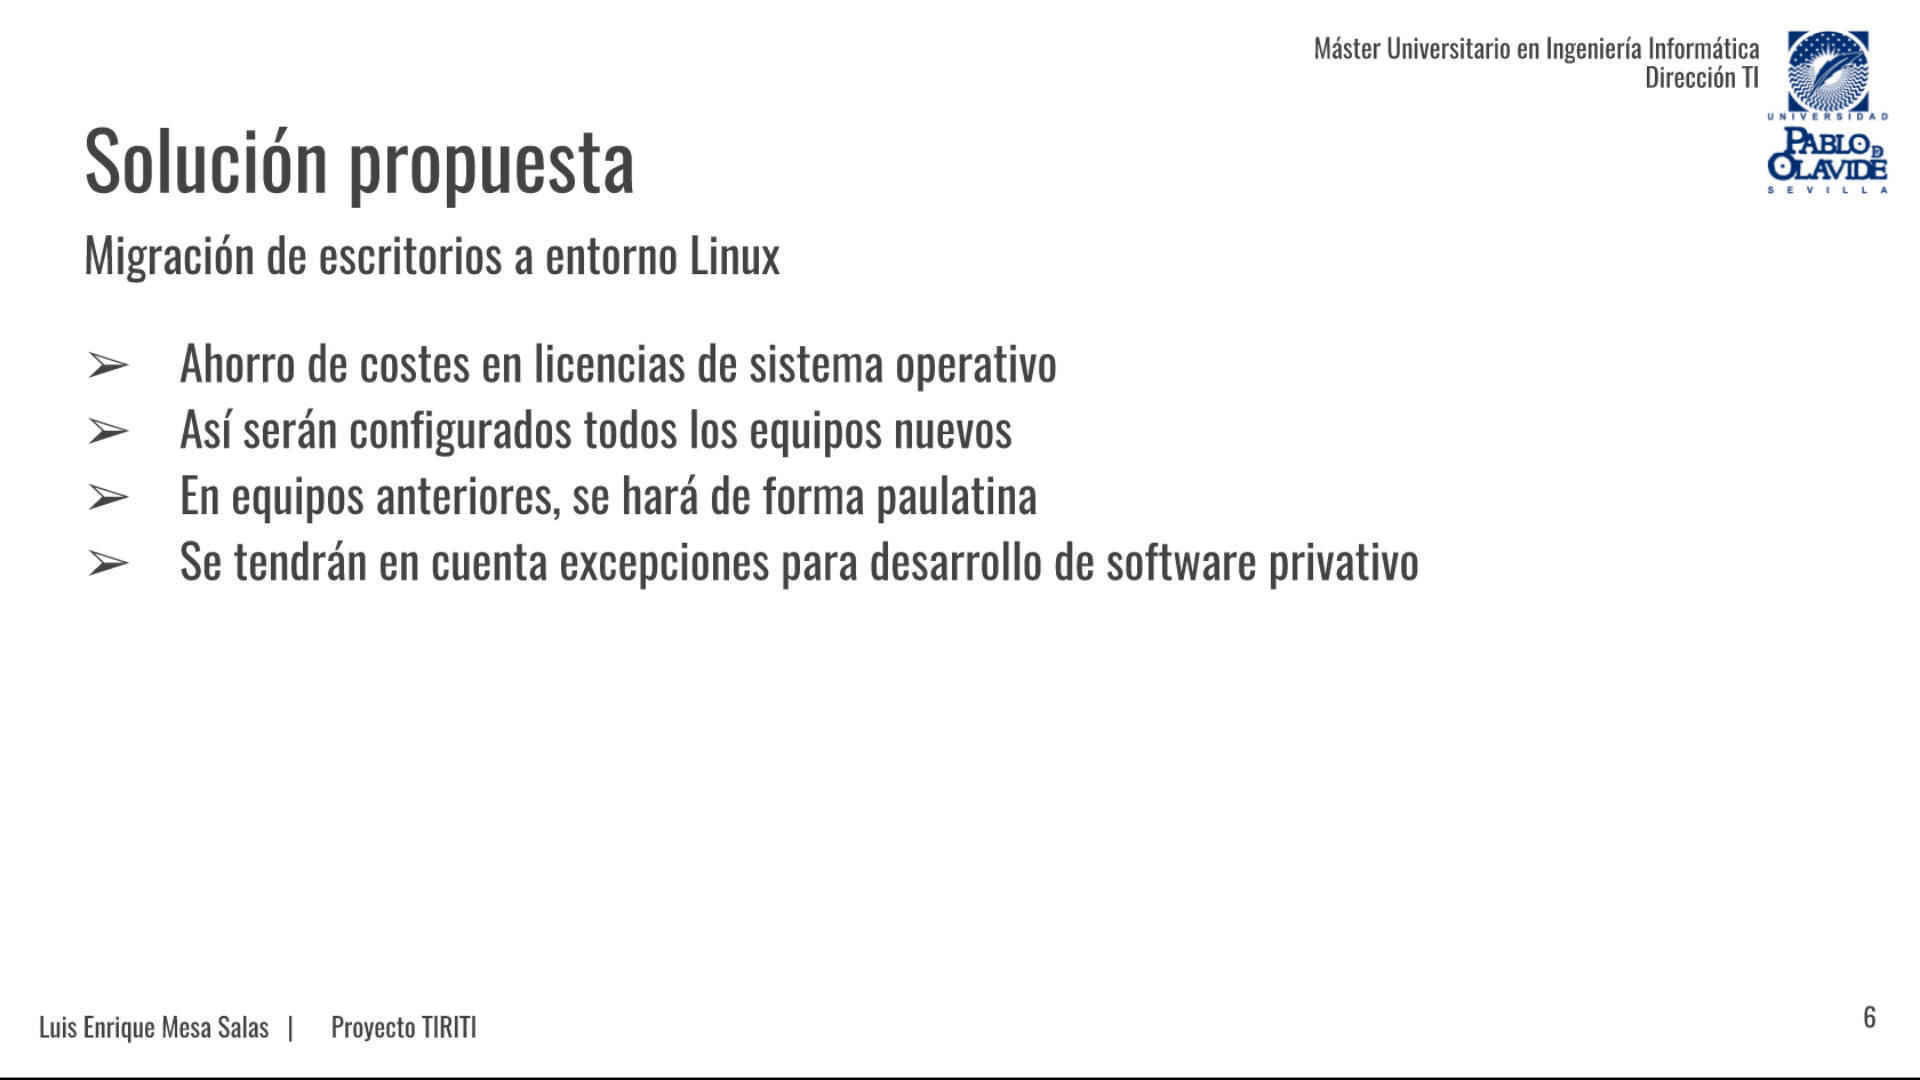 Máster Universitario en Ingeniería Informática
Dirección TI
UNIVERSIDAD
PABLO DE
OLAVIDE
SEVILLA
Solución propuesta
Migración de escritorios a entorno Linux
➢ Ahorro de costes en licencias de sistema operativo
➢ Así serán configurados todos los equipos nuevos
➢ En equipos anteriores, se hará de forma paulatina
➢ Se tendrán en cuenta excepciones para desarrollo de software privativo
Luis Enrique Mesa Salas | Proyecto TIRITI
6